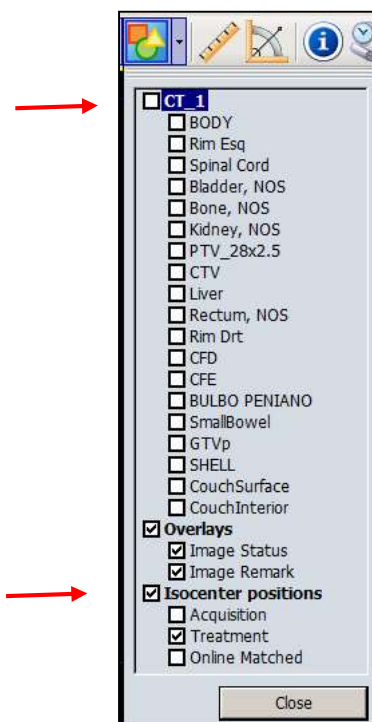 CT_1
BODY
Rim Esq
Spinal Cord
Bladder, NOS
Bone, NOS
Kidney, NOS
PTV_28x2.5
CTV
Liver
Rectum, NOS
Rim Drt
CFD
CFE
BULBO PENIANO
SmallBowel
GTVp
SHELL
CouchSurface
CouchInterior
Overlays
Image Status
Image Remark
Isocenter positions
Acquisition
Treatment
Online Matched
Close